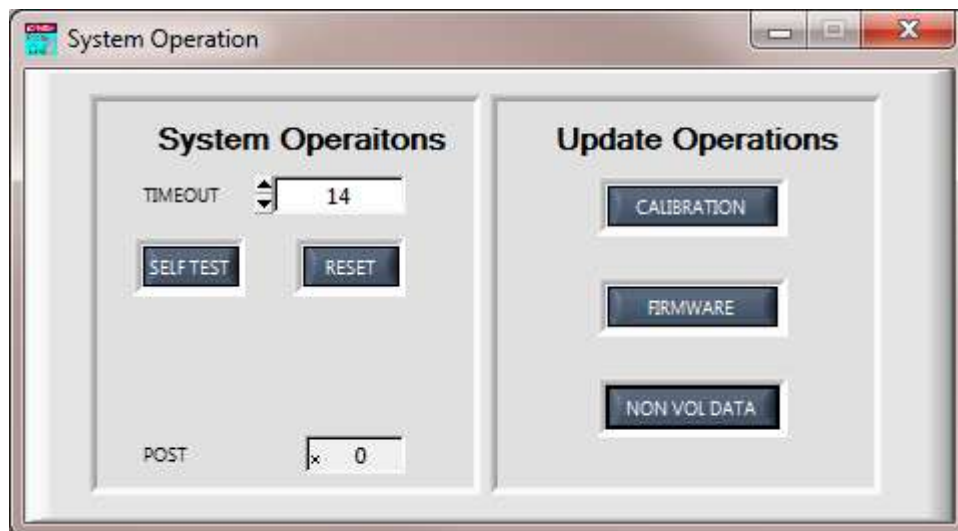 System Operation
System Operaitons
TIMEOUT 14
SELF TEST RESET
POST x 0
Update Operations
CALIBRATION
FIRMWARE
NON VOL DATA